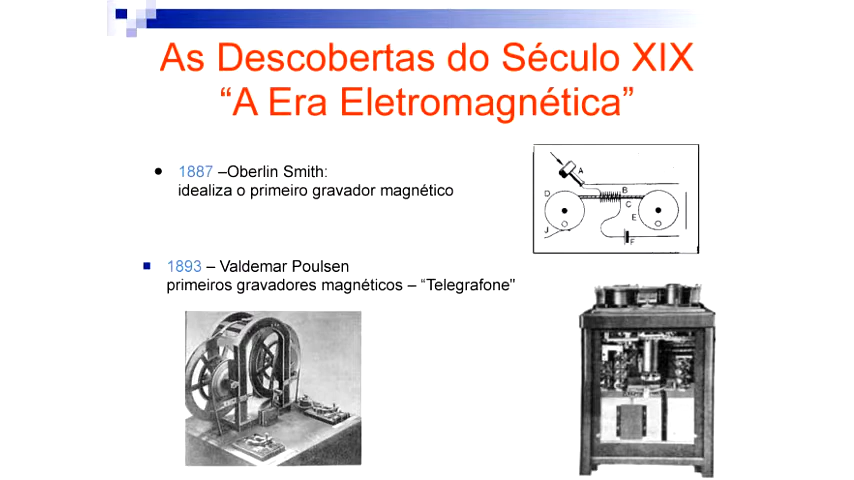 As Descobertas do Século XIX
“A Era Eletromagnética”
1887 –Oberlin Smith:
idealiza o primeiro gravador magnético
A
D
B
C
E
J
F
1893 – Valdemar Poulsen
primeiros gravadores magnéticos – “Telegrafone"